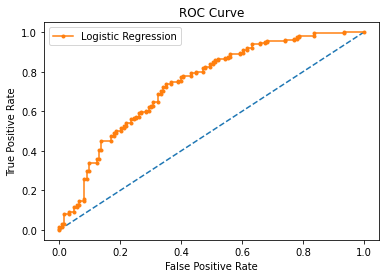 ROC Curve
Logistic Regression
True Positive Rate
1.0
0.8
0.6
0.4
0.2
0.0
0.0 0.2 0.4 0.6 0.8 1.0
False Positive Rate